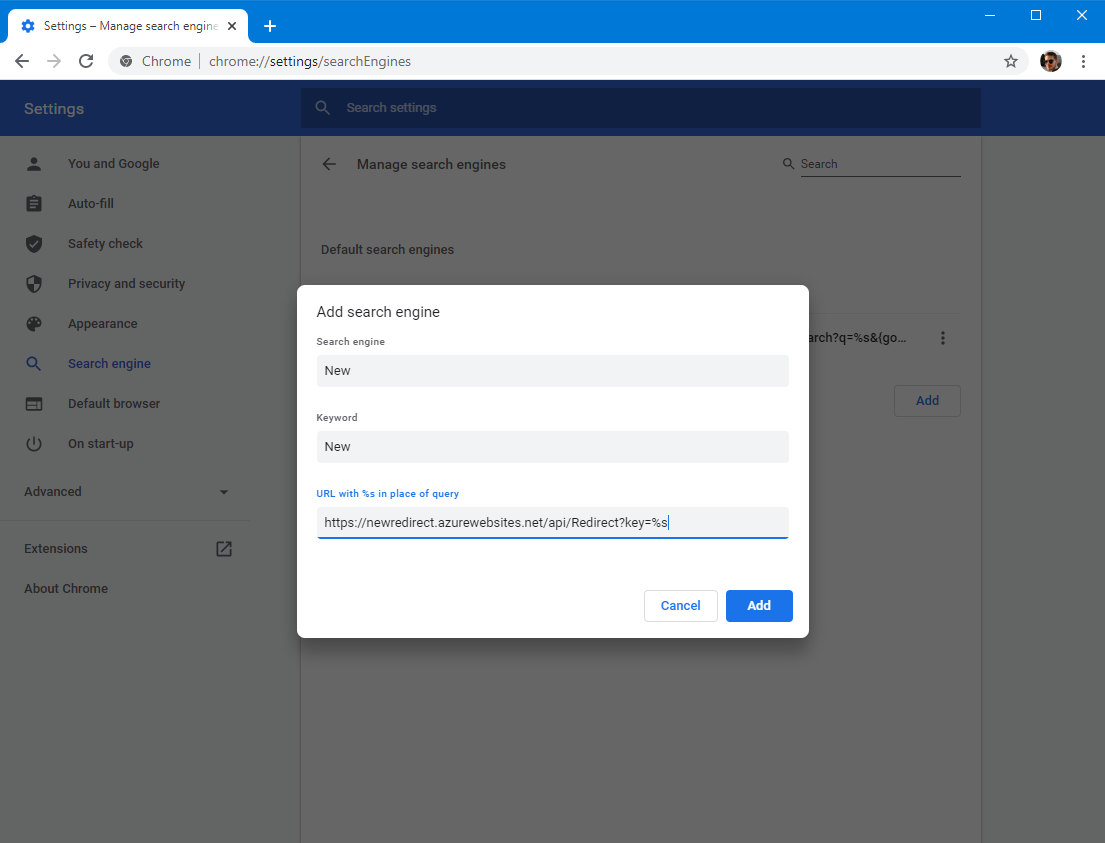 Settings – Manage search engine
Chrome
chrome://settings/searchEngines
Settings
Search settings
You and Google
Auto-fill
Safety check
Privacy and security
Appearance
Search engine
Default browser
On start-up
Advanced
Extensions
About Chrome
Manage search engines
Search
Default search engines
arch?q=%s&{go...
Add
Add search engine
Search engine
New
Keyword
New
URL with %s in place of query
https://newredirect.azurewebsites.net/api/Redirect?key=%s
Cancel
Add